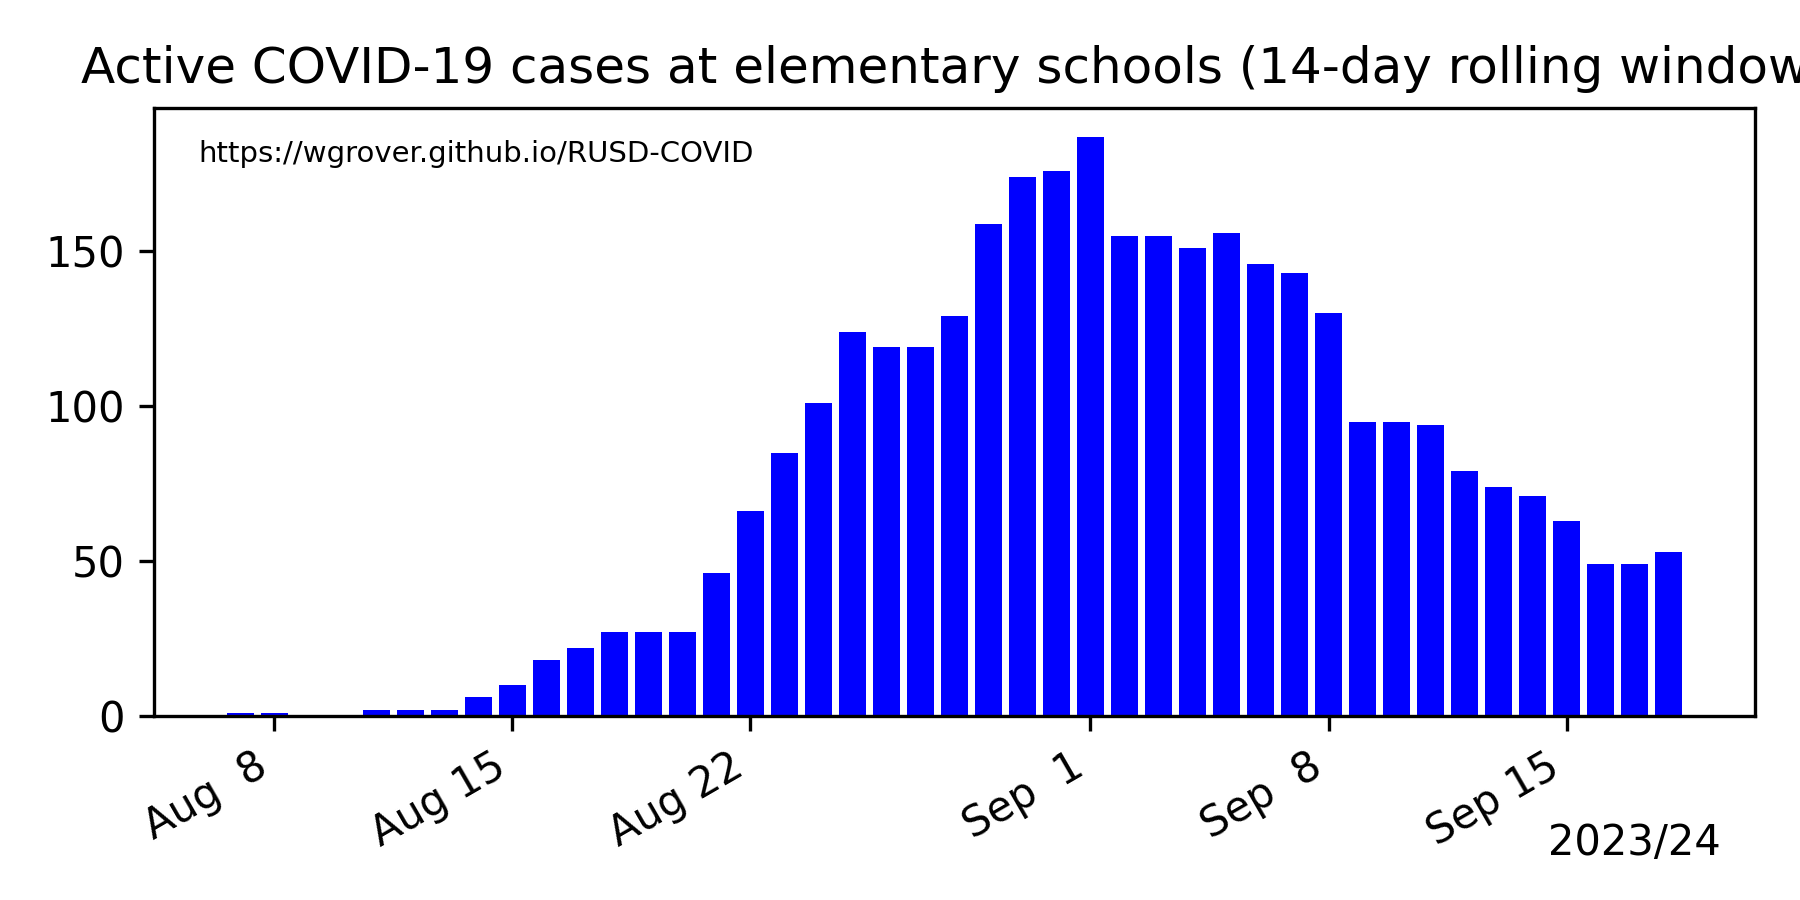 Active COVID-19 cases at elementary schools (14-day rolling window
https://wgrover.github.io/RUSD-COVID
150
100
50
0
Aug 8
Aug 15
Aug 22
Sep 1
Sep 8
Sep 15
2023/24